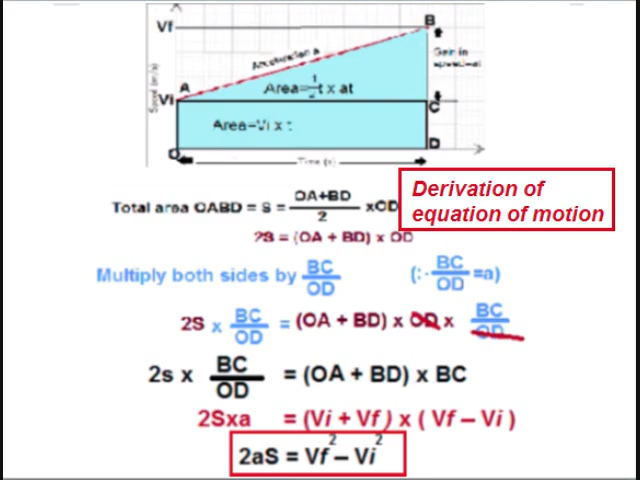 Vf
B
Acceleration a
Gain in
speed=at
Area=½t x at
A
Vi
Speed (m/s)
C
Area=Vi x t
O
D
Time (s)
Total area OABD = S = OA+BD/2 xOD
Derivation of
equation of motion
2S = (OA + BD) x OD
Multiply both sides by BC/OD (:· BC/OD =a)
2S x BC/OD = (OA + BD) x OD x BC/OD
2s x BC/OD = (OA + BD) x BC
2Sxa = (Vi + Vf) x ( Vf – Vi )
2aS = Vf² – Vi²